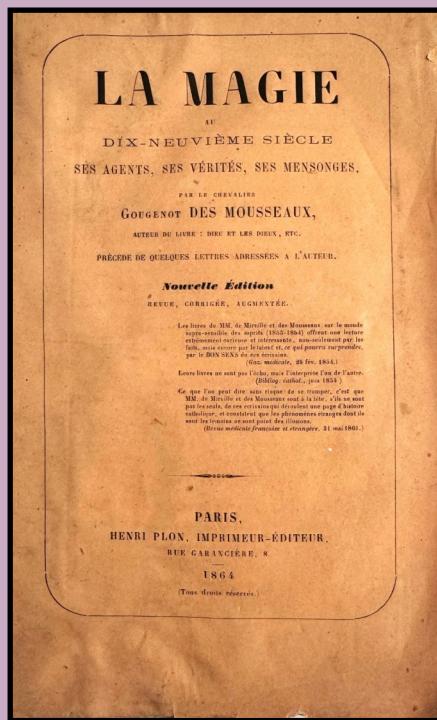 LA MAGIE
AU
DIX-NEUVIÈME SIÈCLE
SES AGENTS, SES VÉRITÉS, SES MENSONGES,
PAR LE CHEVALIER
GOUGENOT DES MOUSSEAUX,
AUTEUR DU LIVRE : DIEU ET LES DIEUX, ETC.
PRÉCÉDÉ DE QUELQUES LETTRES ADRESSÉES A L'AUTEUR.
Nouvelle Édition
REVUE, CORRIGÉE, AUGMENTÉE.
Les livres de MM. de Mirville et des Mousseaux sur le monde
supra-sensible des esprits (1853-1854) offrent une lecture
extrêmement curieuse et intéressante, non-seulement par les
faits, mais encore par le talent et, ce qui pourra surprendre,
par le BON SENS de ces écrivains.
(Gaz. médicale, 25 fév. 1854.)
Leurs livres ne sont pas l'écho, mais l'interprète l'un de l'autre.
(Bibliog. cathol., juin 1854)
Ce que l'on peut dire sans risque de se tromper, c'est que
MM. de Mirville et des Mousseaux sont à la tête, s'ils ne sont
pas les seuls, de ces écrivains qui déroulent une page d'histoire
catholique, et constatent que les phénomènes étranges dont ils
sont les témoins ne sont point des illusions.
(Revue médicale française et étrangère, 31 mai 1861.)
PARIS,
HENRI PLON, IMPRIMEUR-ÉDITEUR,
RUE GARANCIÈRE, 8.
1864
(Tous droits réservés.)